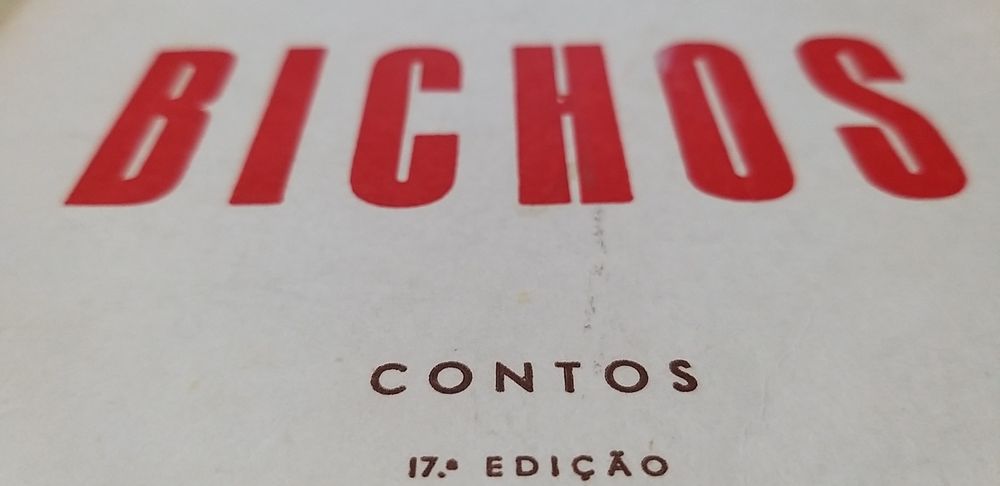 BICHOS
CONTOS
17.ª EDIÇÃO